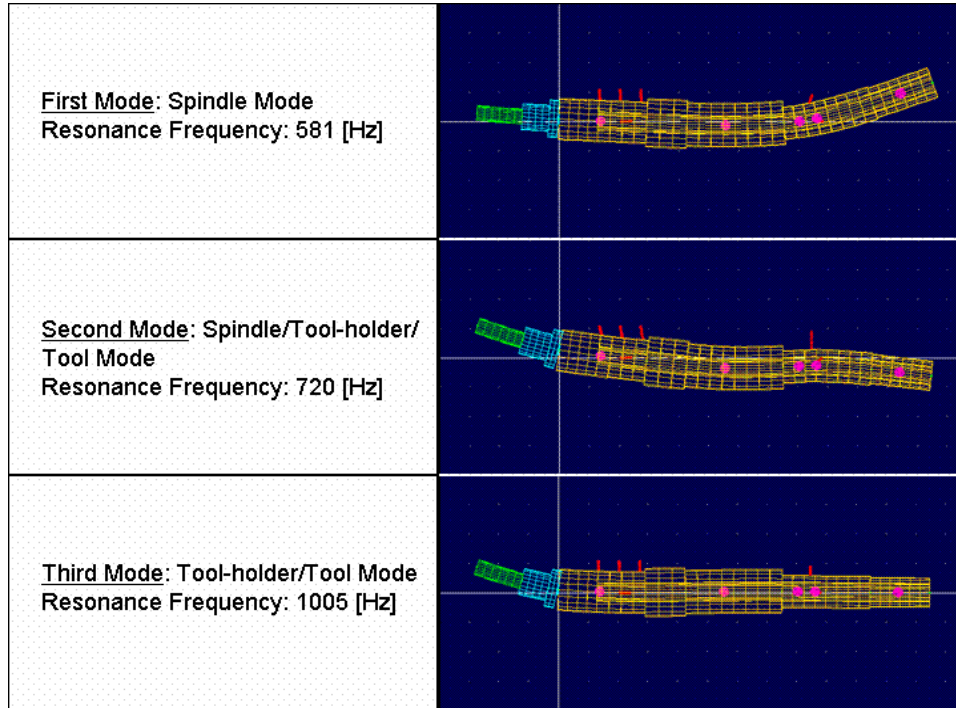 First Mode: Spindle Mode
Resonance Frequency: 581 [Hz]
Second Mode: Spindle/Tool-holder/
Tool Mode
Resonance Frequency: 720 [Hz]
Third Mode: Tool-holder/Tool Mode
Resonance Frequency: 1005 [Hz]